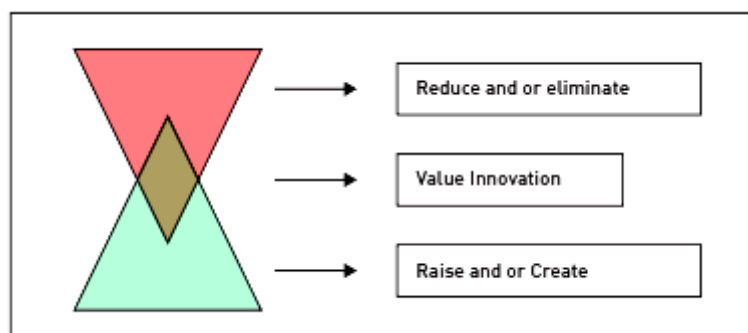 Reduce and or eliminate
Value Innovation
Raise and or Create